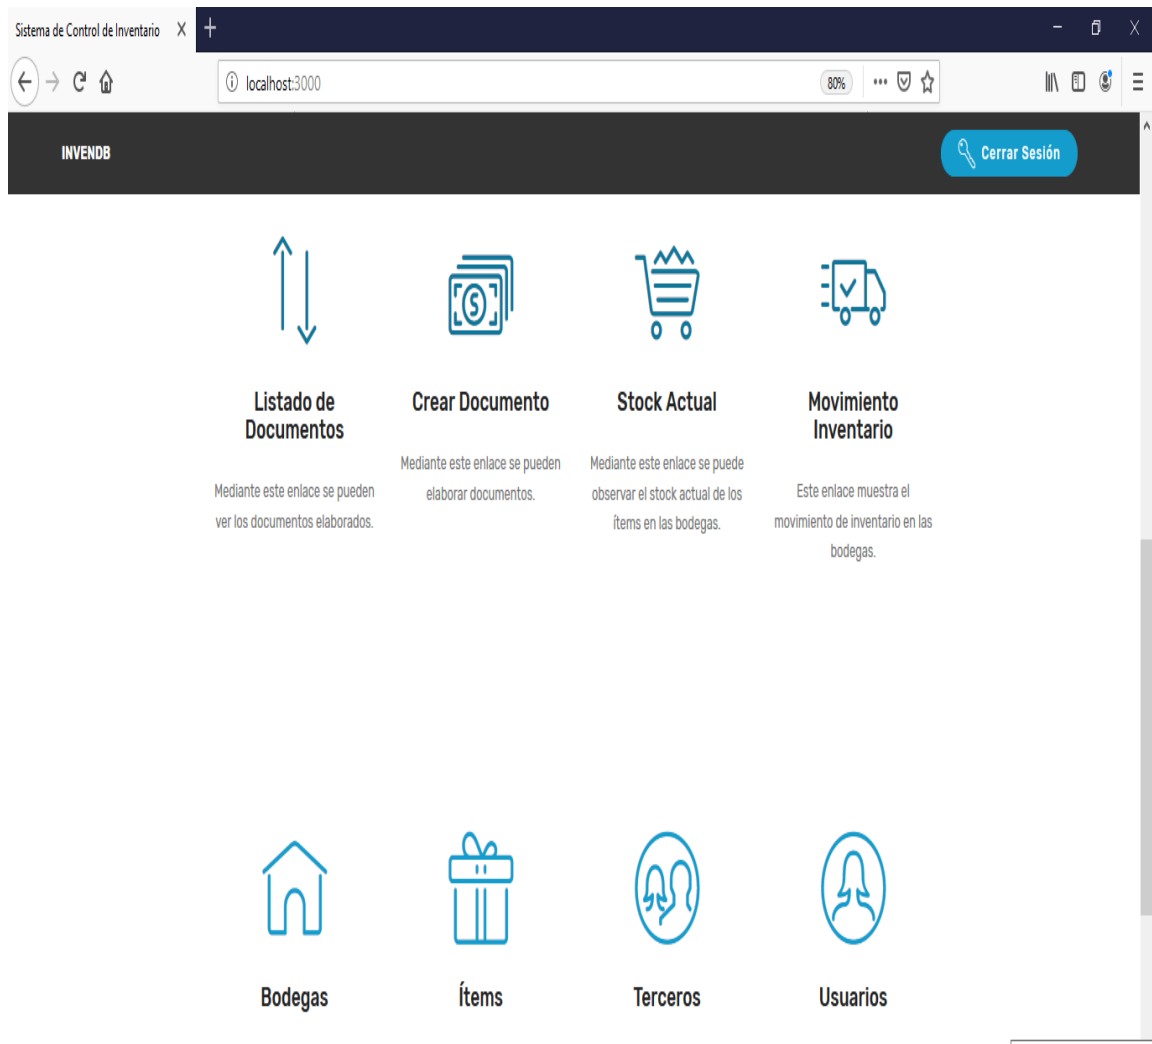 Sistema de Control de Inventario
localhost:3000
80%
INVENDB
Cerrar Sesión
Listado de
Documentos
Mediante este enlace se pueden
ver los documentos elaborados.
Crear Documento
Mediante este enlace se pueden
elaborar documentos.
Stock Actual
Mediante este enlace se puede
observar el stock actual de los
ítems en las bodegas.
Movimiento
Inventario
Este enlace muestra el
movimiento de inventario en las
bodegas.
Bodegas
Ítems
Terceros
Usuarios